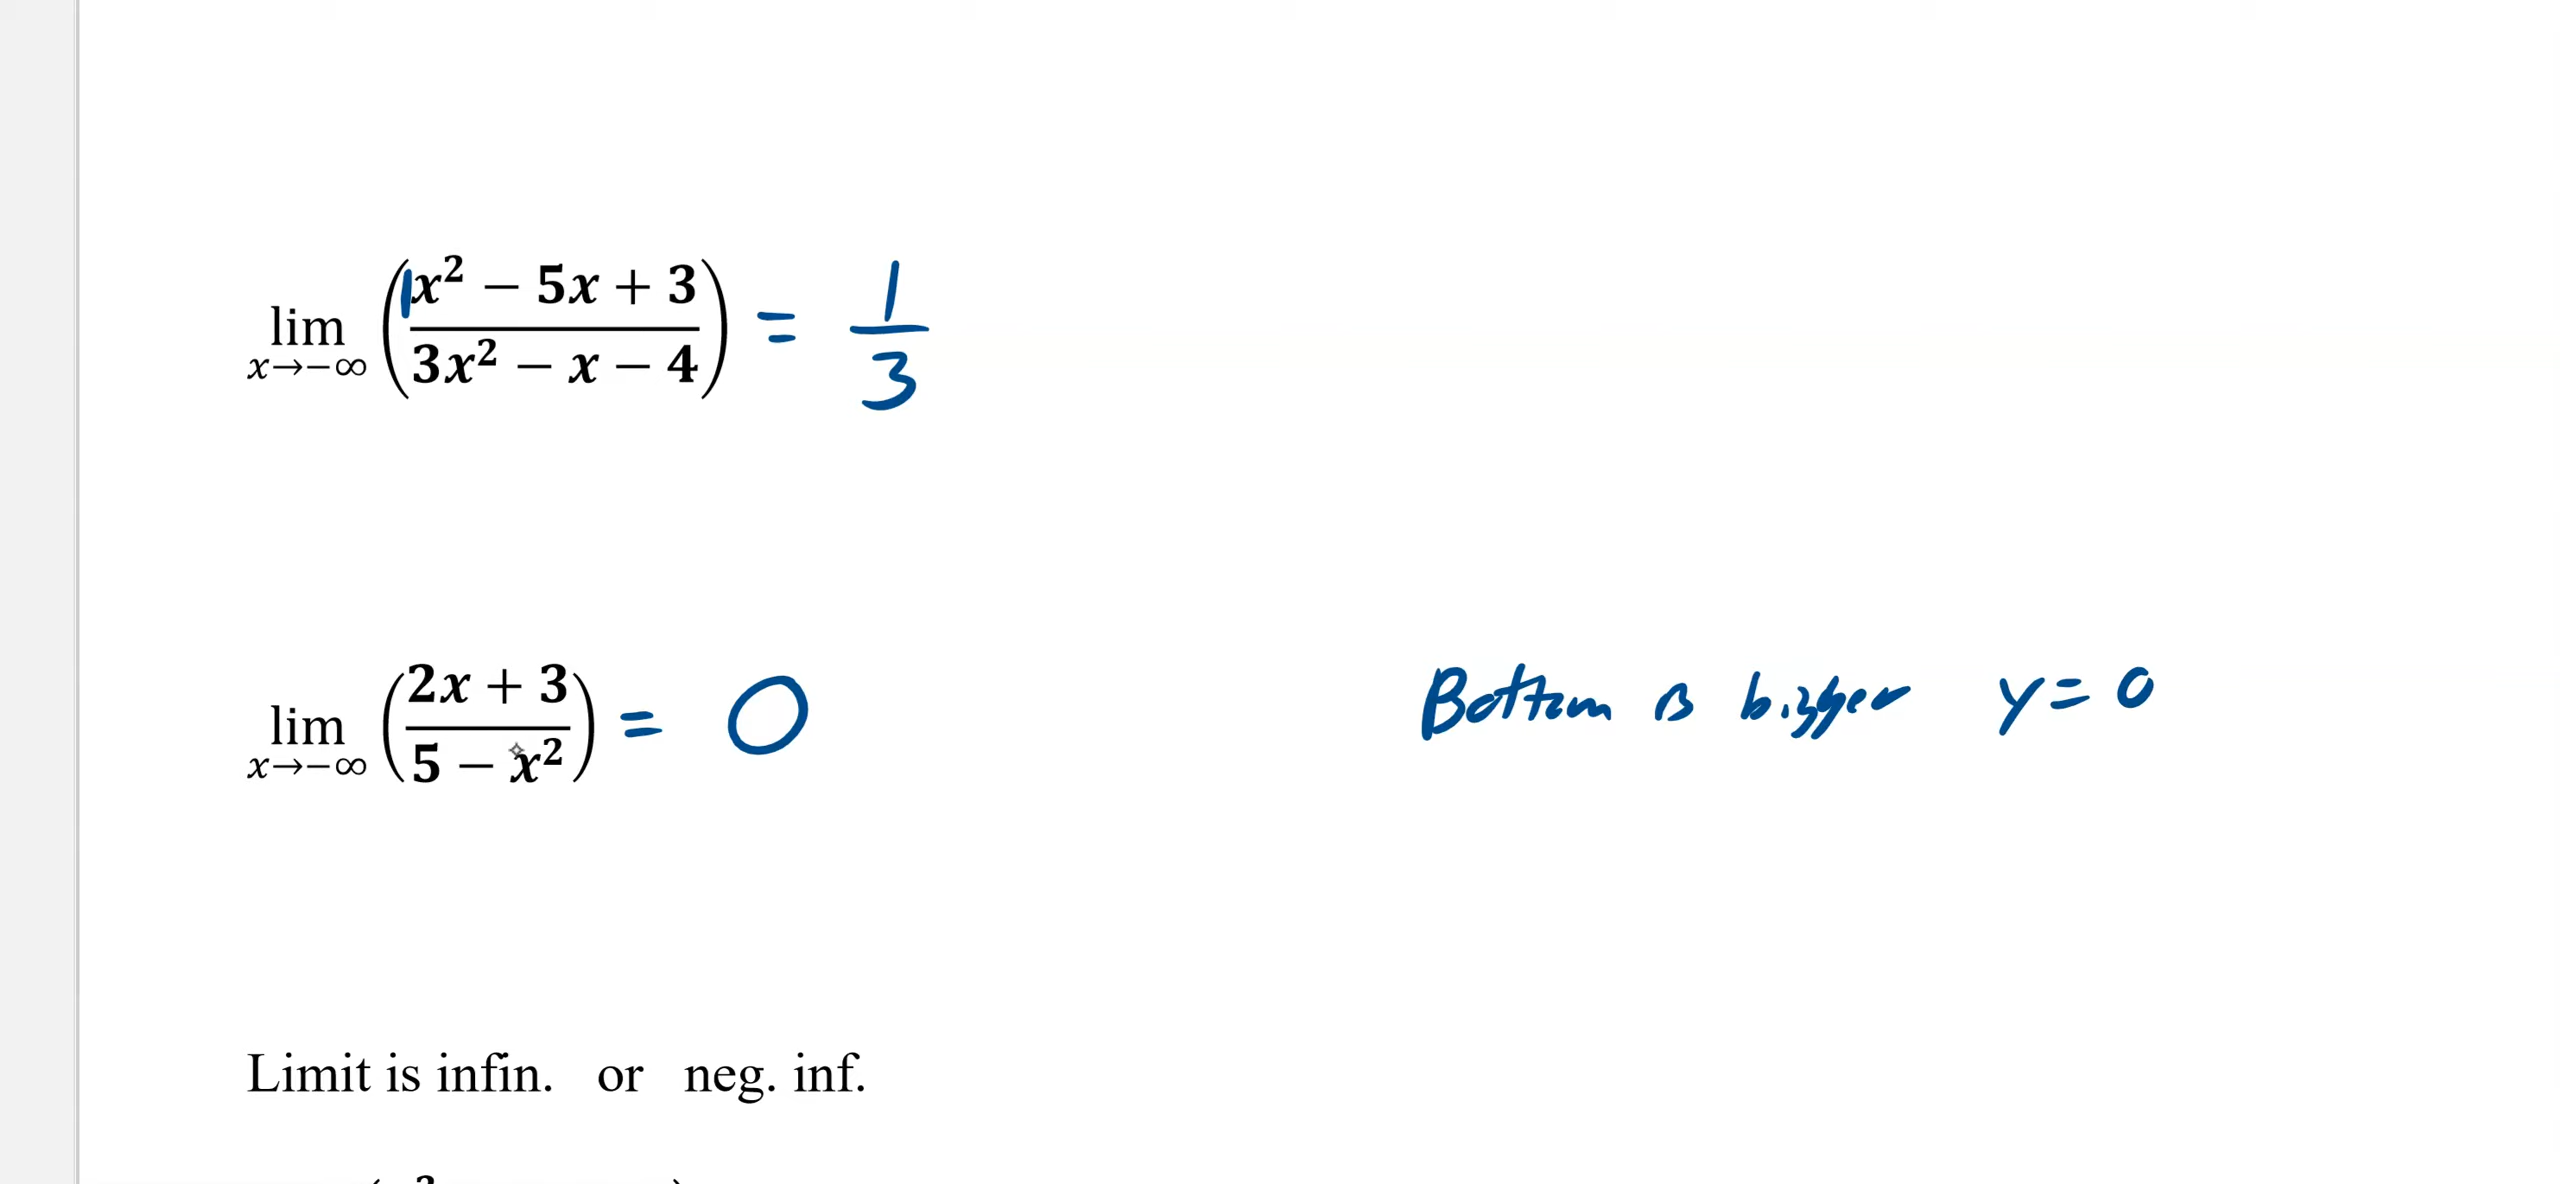 lim x→−∞ (1x² − 5x + 3 / 3x² − x − 4) = 1/3
lim x→−∞ (2x + 3 / 5 − x²) = 0 Bottom is bigger y = 0
Limit is infin. or neg. inf.